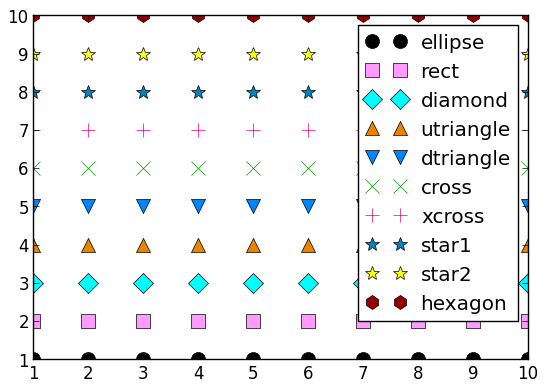 10
9
8
7
6
5
4
3
2
1
1 2 3 4 5 6 7 8 9 10
ellipse
rect
diamond
utriangle
dtriangle
cross
xcross
star1
star2
hexagon